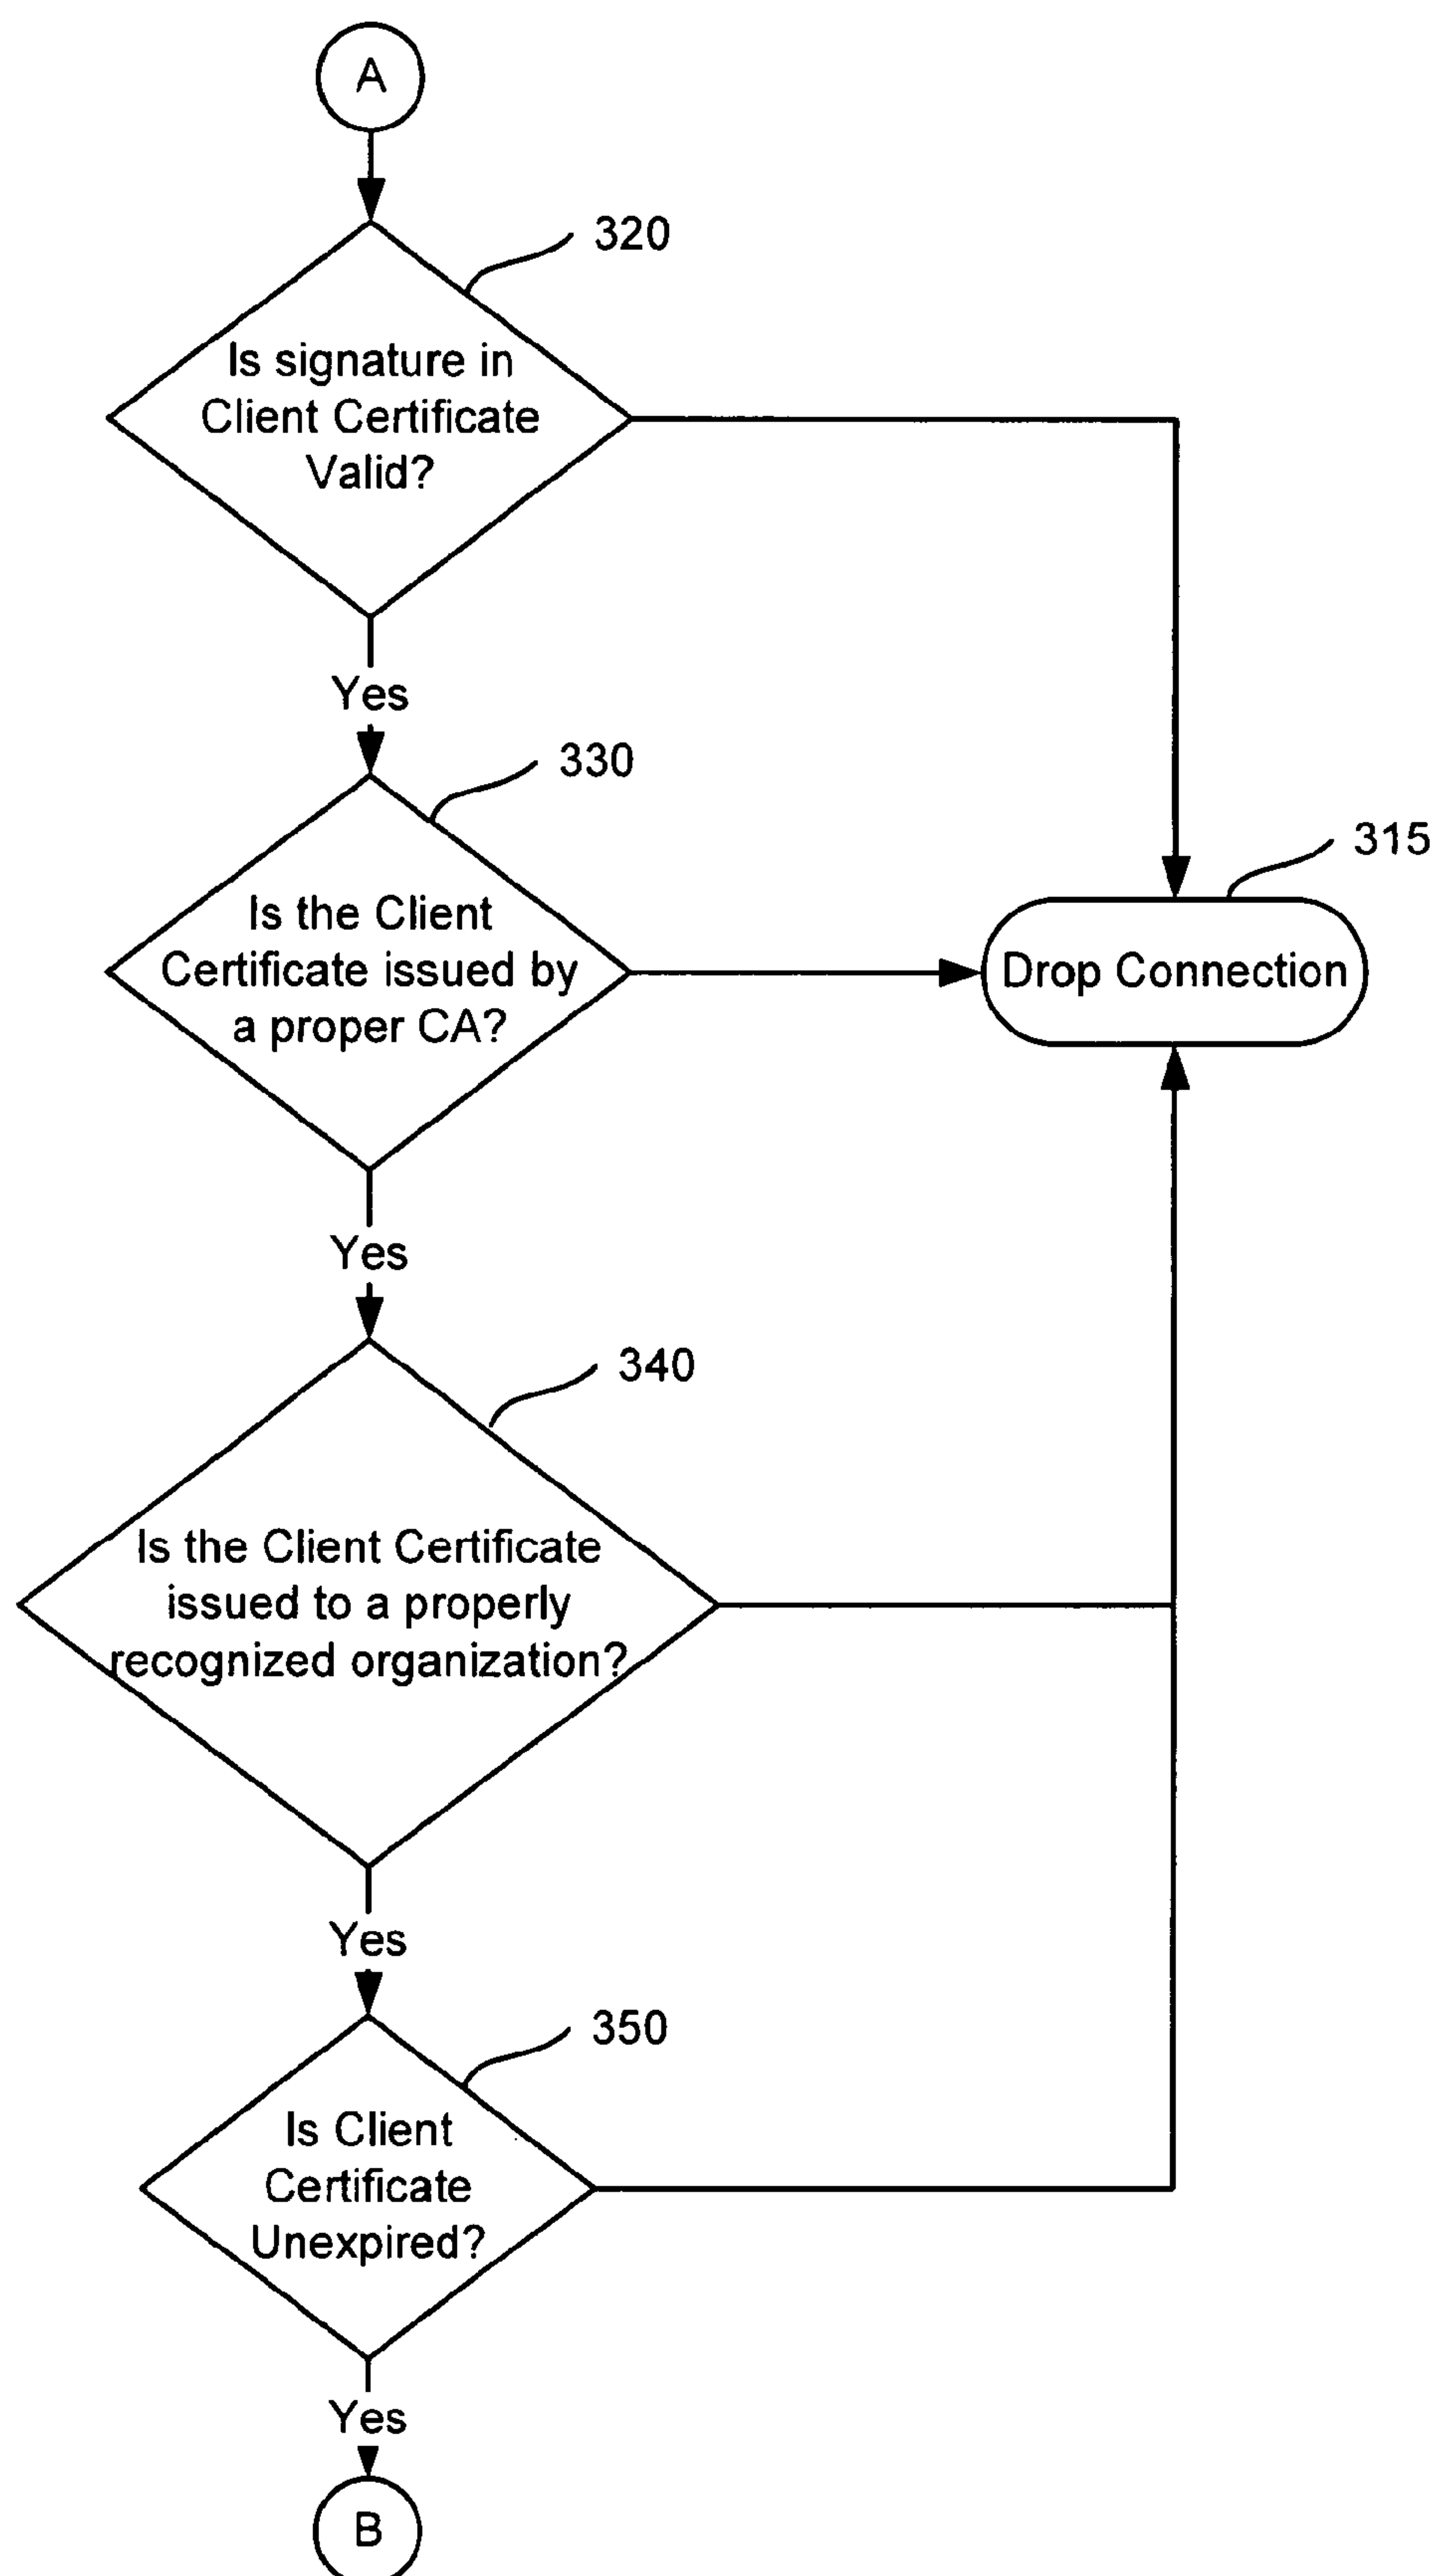 A
320
Is signature in
Client Certificate
Valid?
Yes
330
Is the Client
Certificate issued by
a proper CA?
315
Drop Connection
Yes
340
Is the Client Certificate
issued to a properly
recognized organization?
Yes
350
Is Client
Certificate
Unexpired?
Yes
B